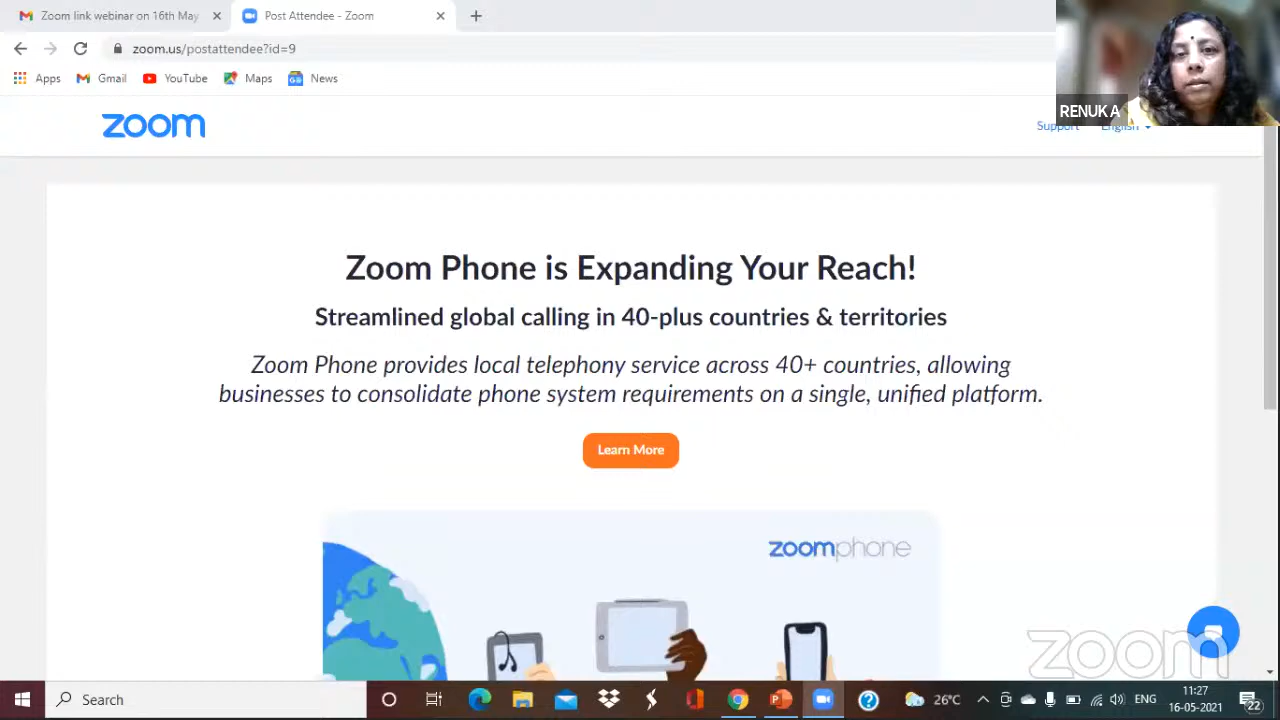 Zoom link webinar on 16th May
Post Attendee - Zoom
zoom.us/postattendee?id=9
Apps
Gmail
YouTube
Maps
News
RENUKA
zoom
Support
English
Zoom Phone is Expanding Your Reach!
Streamlined global calling in 40-plus countries & territories
Zoom Phone provides local telephony service across 40+ countries, allowing
businesses to consolidate phone system requirements on a single, unified platform.
Learn More
zoomphone
zoom
Search
26°C
ENG
11:27
16-05-2021
22